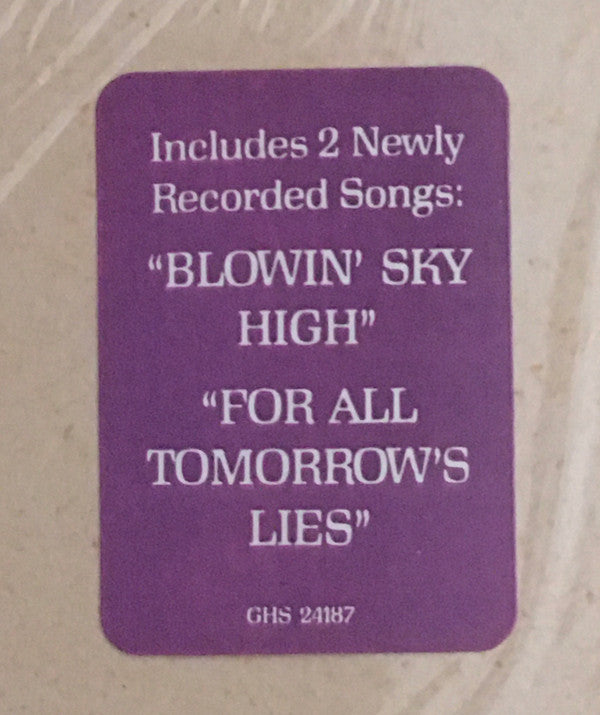 Includes 2 Newly
Recorded Songs:
“BLOWIN’ SKY
HIGH”
“FOR ALL
TOMORROW’S
LIES”
GHS 24187